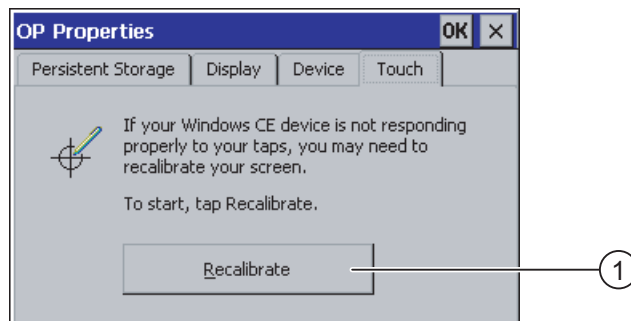 OP Properties OK ×
Persistent Storage Display Device Touch
If your Windows CE device is not responding
properly to your taps, you may need to
recalibrate your screen.
To start, tap Recalibrate.
Recalibrate
1